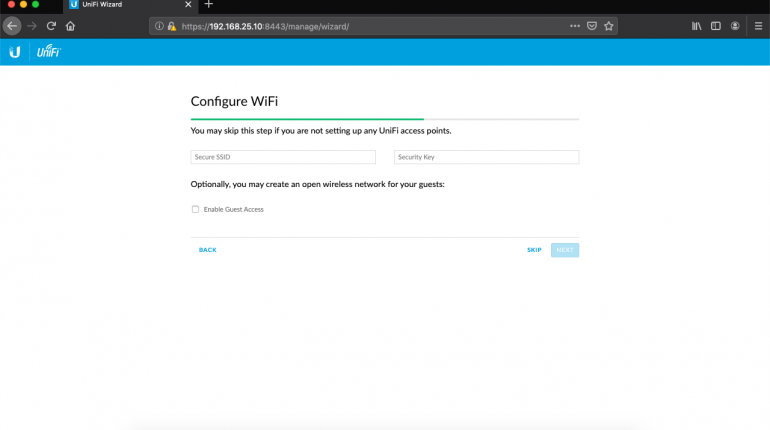 UniFi Wizard
https://192.168.25.10:8443/manage/wizard/
U UniFi
Configure WiFi
You may skip this step if you are not setting up any UniFi access points.
Secure SSID Security Key
Optionally, you may create an open wireless network for your guests:
Enable Guest Access
BACK SKIP NEXT